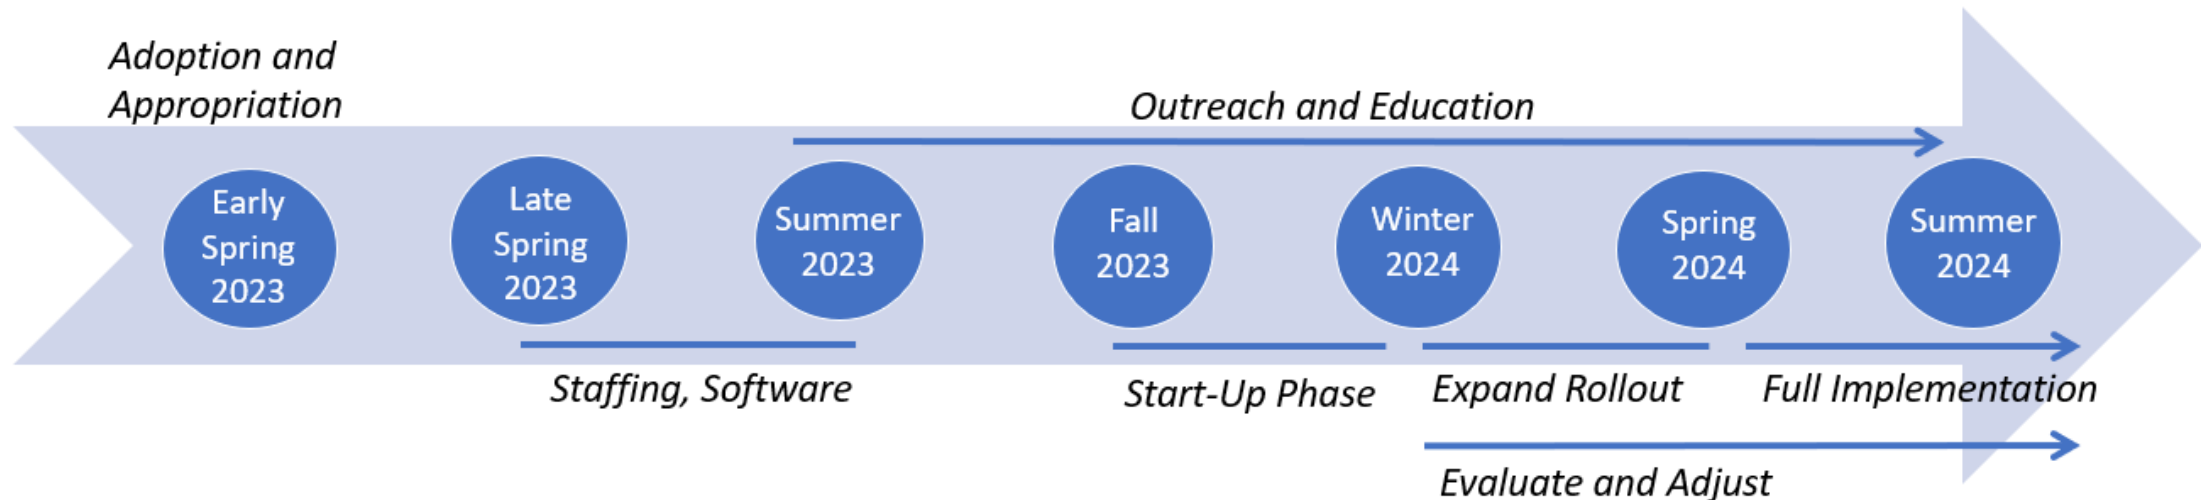 Adoption and
Appropriation
Outreach and Education
Early
Spring
2023
Late
Spring
2023
Summer
2023
Fall
2023
Winter
2024
Spring
2024
Summer
2024
Staffing, Software
Start-Up Phase
Expand Rollout
Full Implementation
Evaluate and Adjust